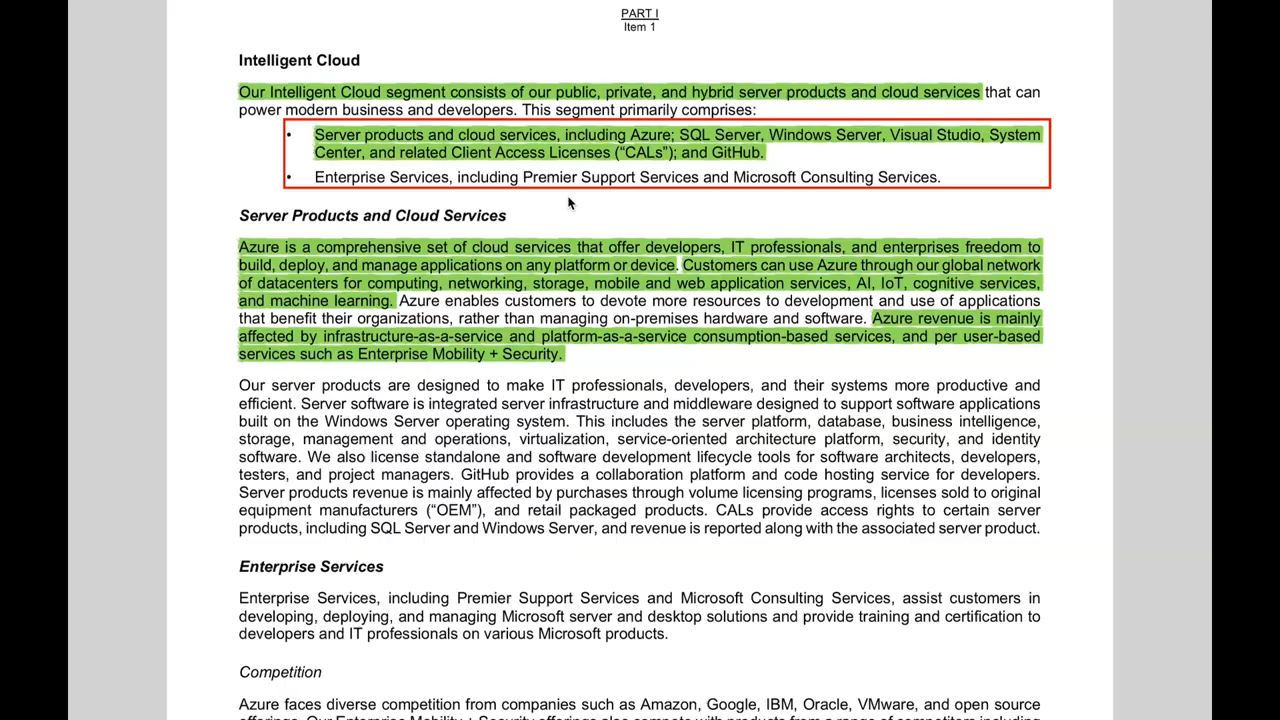 PART I
Item 1
Intelligent Cloud
Our Intelligent Cloud segment consists of our public, private, and hybrid server products and cloud services that can
power modern business and developers. This segment primarily comprises:
• Server products and cloud services, including Azure; SQL Server, Windows Server, Visual Studio, System
Center, and related Client Access Licenses (“CALs”); and GitHub.
• Enterprise Services, including Premier Support Services and Microsoft Consulting Services.
Server Products and Cloud Services
Azure is a comprehensive set of cloud services that offer developers, IT professionals, and enterprises freedom to
build, deploy, and manage applications on any platform or device. Customers can use Azure through our global network
of datacenters for computing, networking, storage, mobile and web application services, AI, IoT, cognitive services,
and machine learning. Azure enables customers to devote more resources to development and use of applications
that benefit their organizations, rather than managing on-premises hardware and software. Azure revenue is mainly
affected by infrastructure-as-a-service and platform-as-a-service consumption-based services, and per user-based
services such as Enterprise Mobility + Security.
Our server products are designed to make IT professionals, developers, and their systems more productive and
efficient. Server software is integrated server infrastructure and middleware designed to support software applications
built on the Windows Server operating system. This includes the server platform, database, business intelligence,
storage, management and operations, virtualization, service-oriented architecture platform, security, and identity
software. We also license standalone and software development lifecycle tools for software architects, developers,
testers, and project managers. GitHub provides a collaboration platform and code hosting service for developers.
Server products revenue is mainly affected by purchases through volume licensing programs, licenses sold to original
equipment manufacturers (“OEM”), and retail packaged products. CALs provide access rights to certain server
products, including SQL Server and Windows Server, and revenue is reported along with the associated server product.
Enterprise Services
Enterprise Services, including Premier Support Services and Microsoft Consulting Services, assist customers in
developing, deploying, and managing Microsoft server and desktop solutions and provide training and certification to
developers and IT professionals on various Microsoft products.
Competition
Azure faces diverse competition from companies such as Amazon, Google, IBM, Oracle, VMware, and open source
offerings. Our Enterprise Mobility + Security offerings also compete with products from a range of competitors including